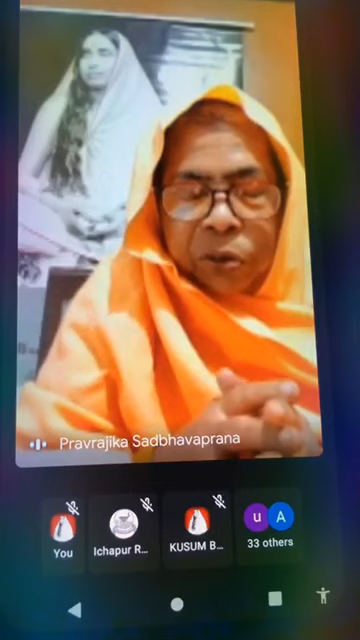 Pravrajika Sadbhavaprana
u A
You
Ichapur R...
KUSUM B...
33 others